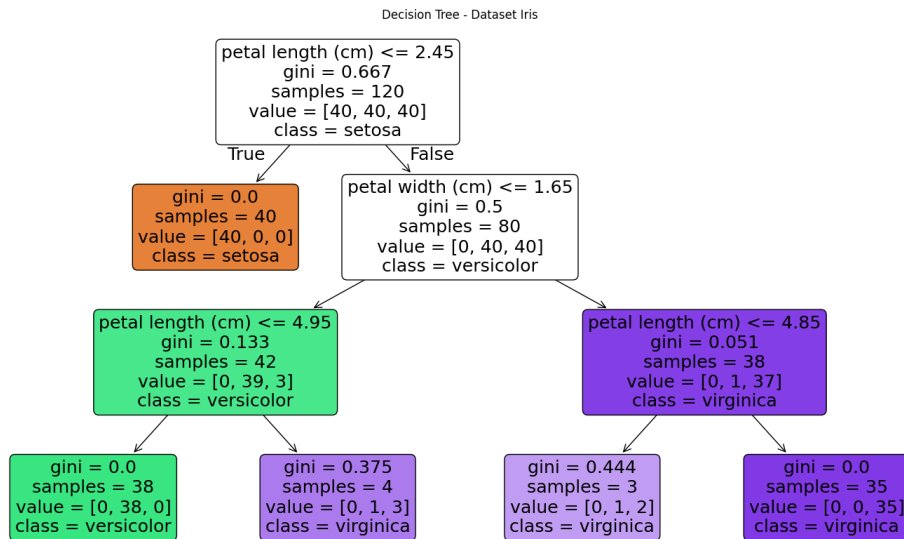 Decision Tree - Dataset Iris
petal length (cm) <= 2.45
gini = 0.667
samples = 120
value = [40, 40, 40]
class = setosa
True
False
gini = 0.0
samples = 40
value = [40, 0, 0]
class = setosa
petal width (cm) <= 1.65
gini = 0.5
samples = 80
value = [0, 40, 40]
class = versicolor
petal length (cm) <= 4.95
gini = 0.133
samples = 42
value = [0, 39, 3]
class = versicolor
petal length (cm) <= 4.85
gini = 0.051
samples = 38
value = [0, 1, 37]
class = virginica
gini = 0.0
samples = 38
value = [0, 38, 0]
class = versicolor
gini = 0.375
samples = 4
value = [0, 1, 3]
class = virginica
gini = 0.444
samples = 3
value = [0, 1, 2]
class = virginica
gini = 0.0
samples = 35
value = [0, 0, 35]
class = virginica